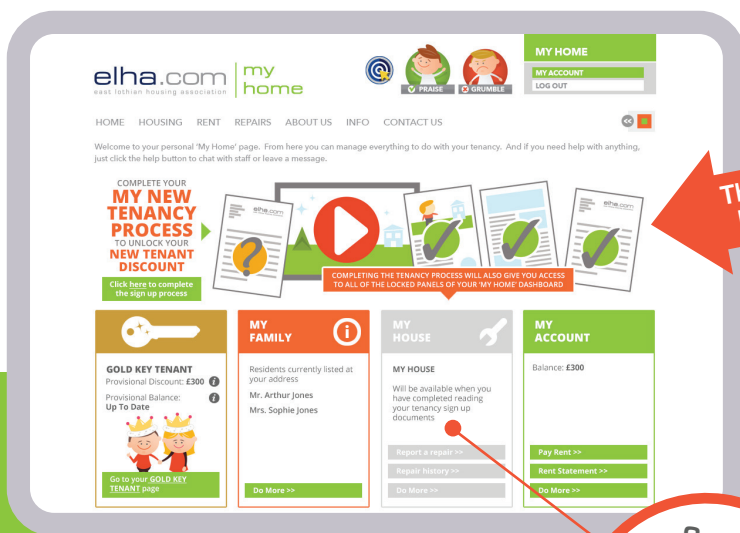 elha.com
east lothian housing association
my
home
PRAISE
GRUMBLE
MY HOME
MY ACCOUNT
LOG OUT
HOME HOUSING RENT REPAIRS ABOUT US INFO CONTACT US
Welcome to your personal 'My Home' page. From here you can manage everything to do with your tenancy. And if you need help with anything,
just click the help button to chat with staff or leave a message.
COMPLETE YOUR
MY NEW
TENANCY
PROCESS
TO UNLOCK YOUR
NEW TENANT
DISCOUNT
Click here to complete
the sign up process
elha.com
elha.com
COMPLETING THE TENANCY PROCESS WILL ALSO GIVE YOU ACCESS
TO ALL OF THE LOCKED PANELS OF YOUR 'MY HOME' DASHBOARD
GOLD KEY TENANT
Provisional Discount: £300
Provisional Balance:
Up To Date
Go to your GOLD KEY
TENANT page
MY
FAMILY
Residents currently listed at
your address
Mr. Arthur Jones
Mrs. Sophie Jones
Do More >>
MY
HOUSE
MY HOUSE
Will be available when you
have completed reading
your tenancy sign up
documents
Report a repair >>
Repair history >>
Do More >>
MY
ACCOUNT
Balance: £300
Pay Rent >>
Rent Statement >>
Do More >>